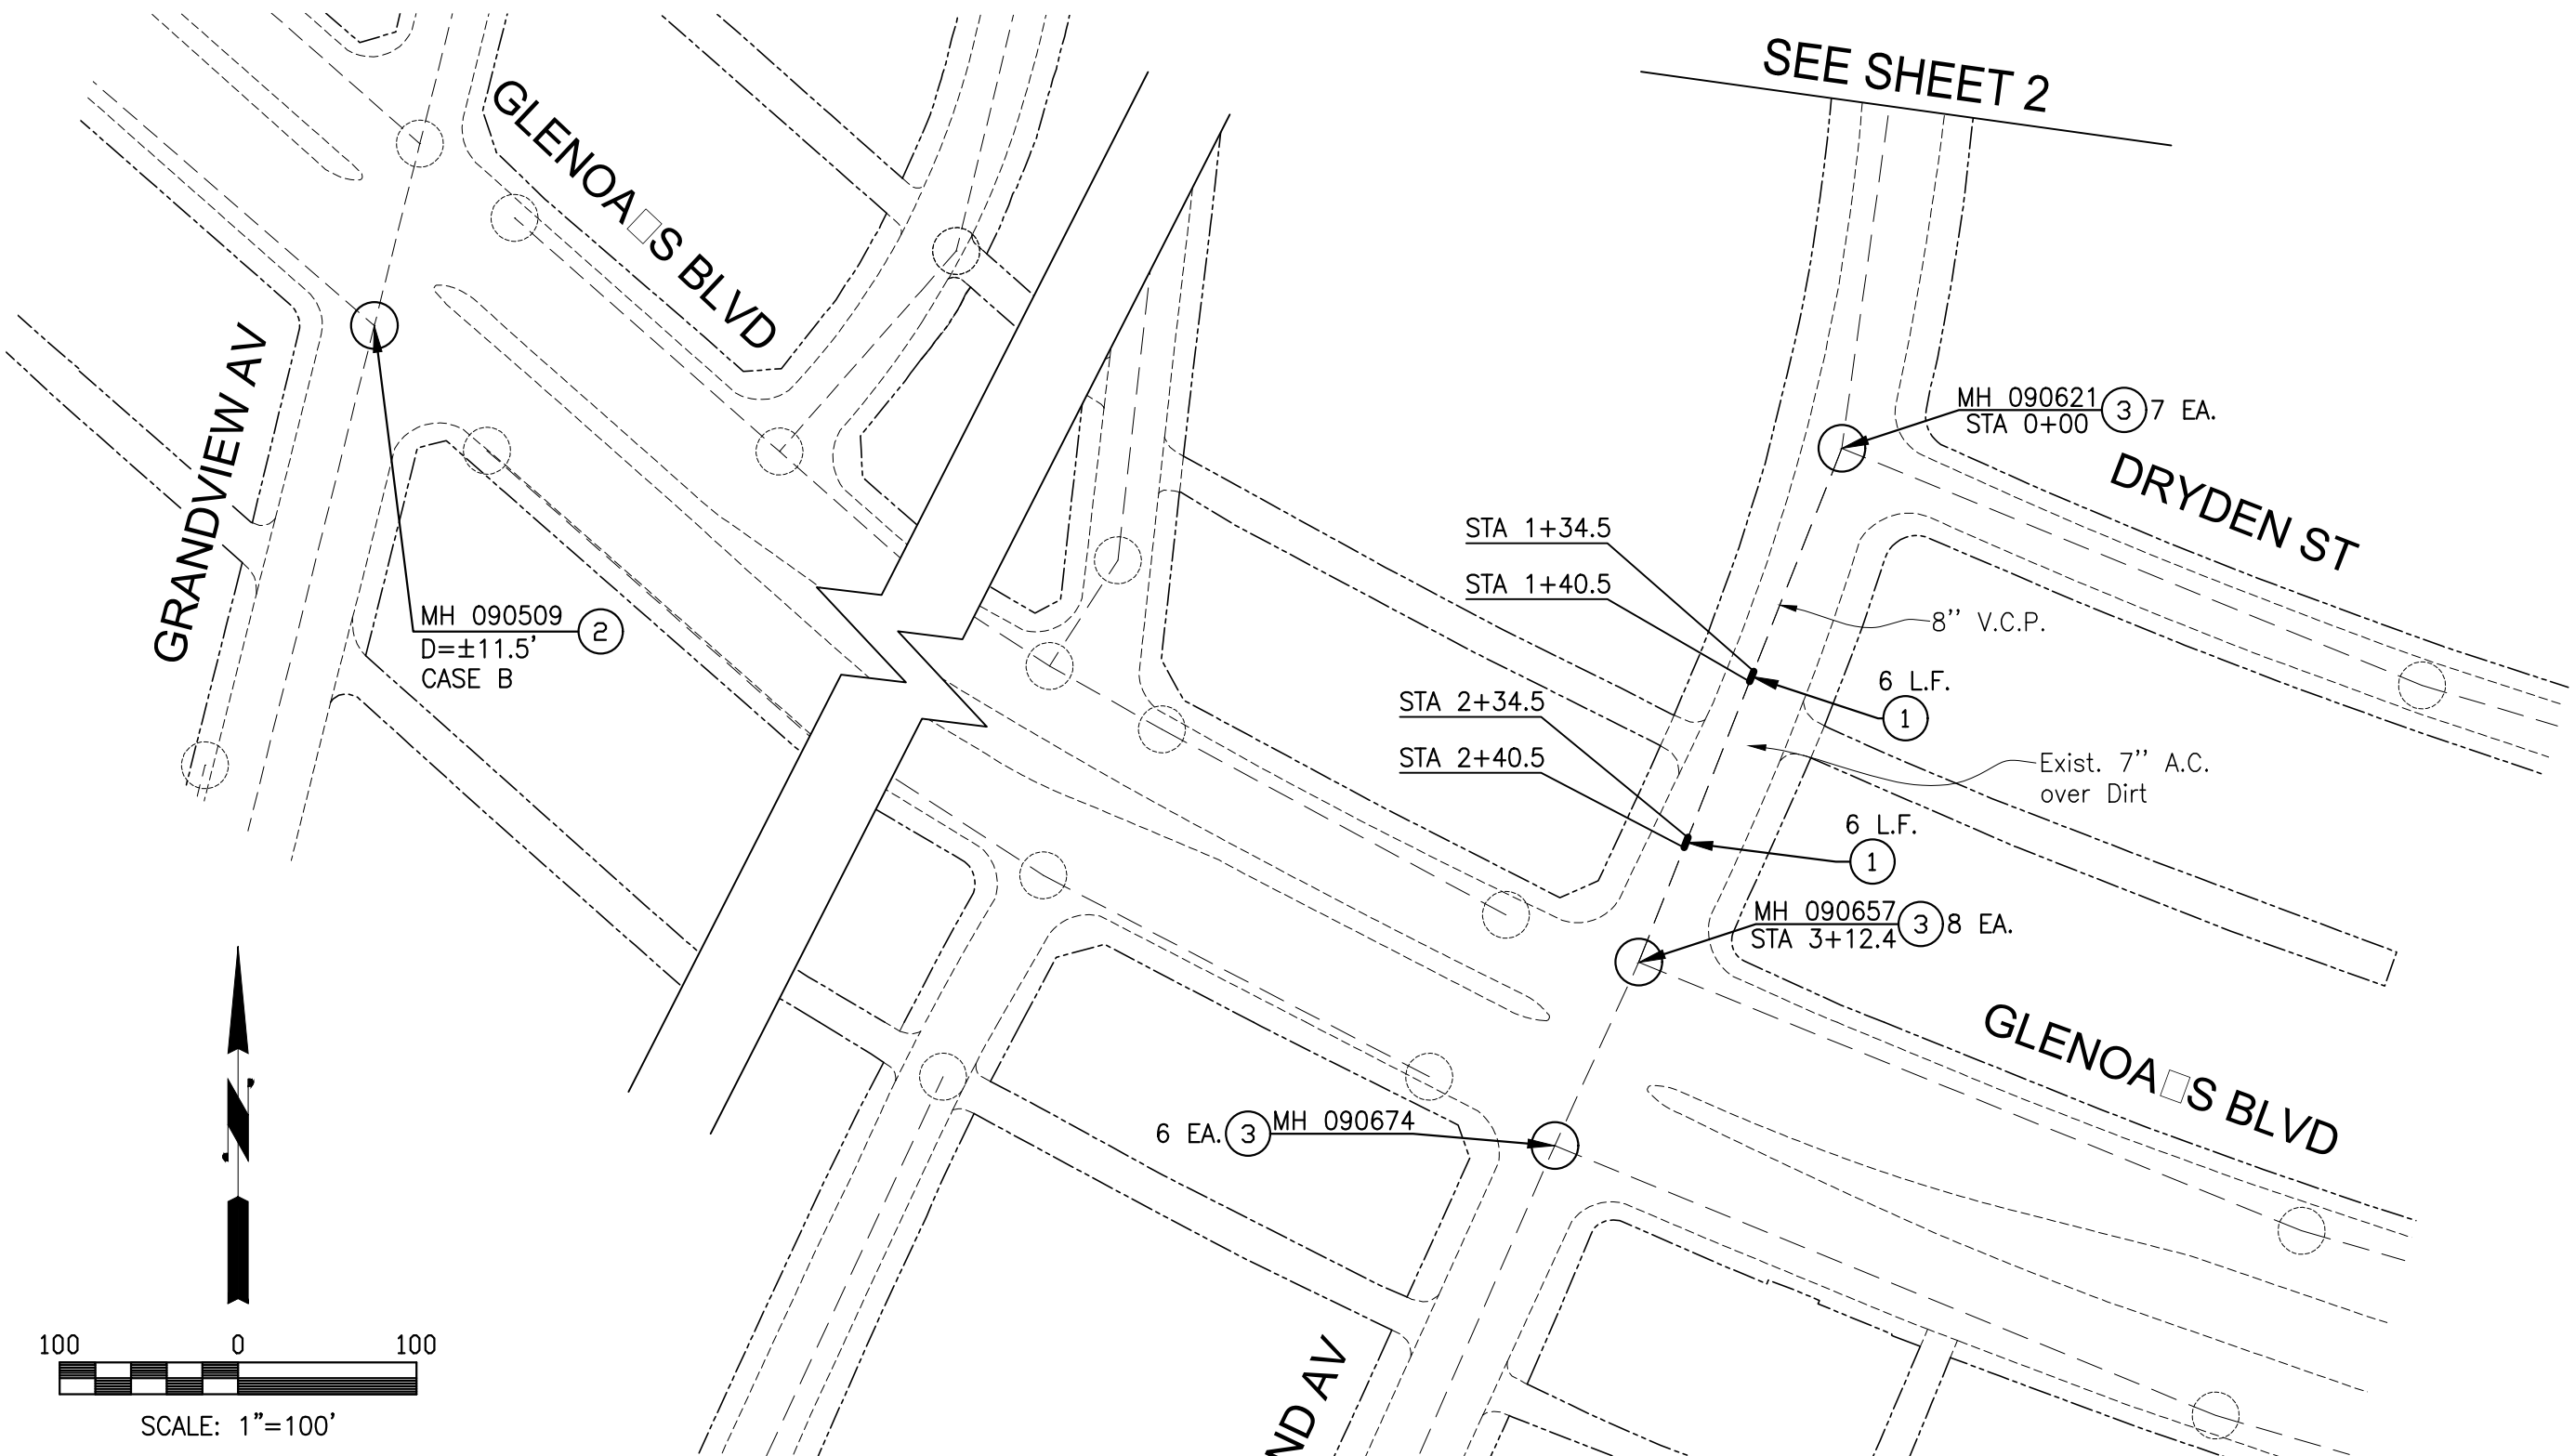 SEE SHEET 2
GLENOA□S BLVD
GRANDVIEW AV
MH 090509 2
D=±11.5'
CASE B
MH 090621 3 7 EA.
STA 0+00
DRYDEN ST
STA 1+34.5
STA 1+40.5
8'' V.C.P.
6 L.F.
1
STA 2+34.5
STA 2+40.5
Exist. 7'' A.C.
over Dirt
6 L.F.
1
MH 090657 3 8 EA.
STA 3+12.4
GLENOA□S BLVD
6 EA. 3 MH 090674
ND AV
N
100 0 100
SCALE: 1"=100'